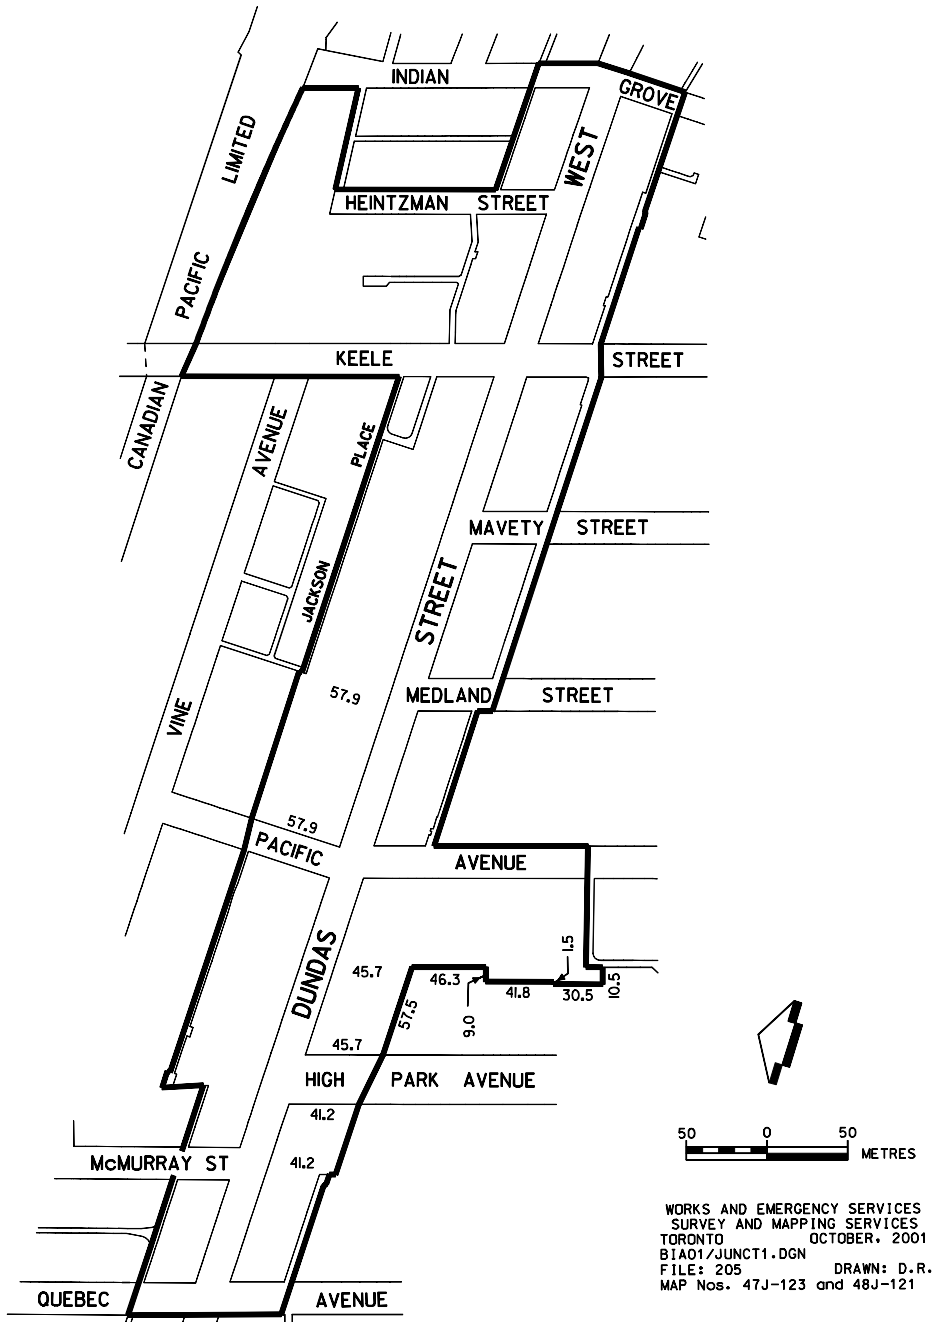 INDIAN
GROVE
LIMITED
WEST
HEINTZMAN STREET
PACIFIC
KEELE STREET
CANADIAN
AVENUE
PLACE
MAVETY STREET
JACKSON
STREET
57.9
MEDLAND STREET
VINE
57.9
PACIFIC
AVENUE
DUNDAS
1.5
45.7
46.3
41.8
30.5
10.5
9.0
57.5
45.7
HIGH PARK AVENUE
41.2
41.2
McMURRAY ST
QUEBEC AVENUE
50 0 50
METRES
WORKS AND EMERGENCY SERVICES
SURVEY AND MAPPING SERVICES
TORONTO OCTOBER, 2001
BIA01/JUNCT1.DGN
FILE: 205 DRAWN: D.R.
MAP Nos. 47J-123 and 48J-121